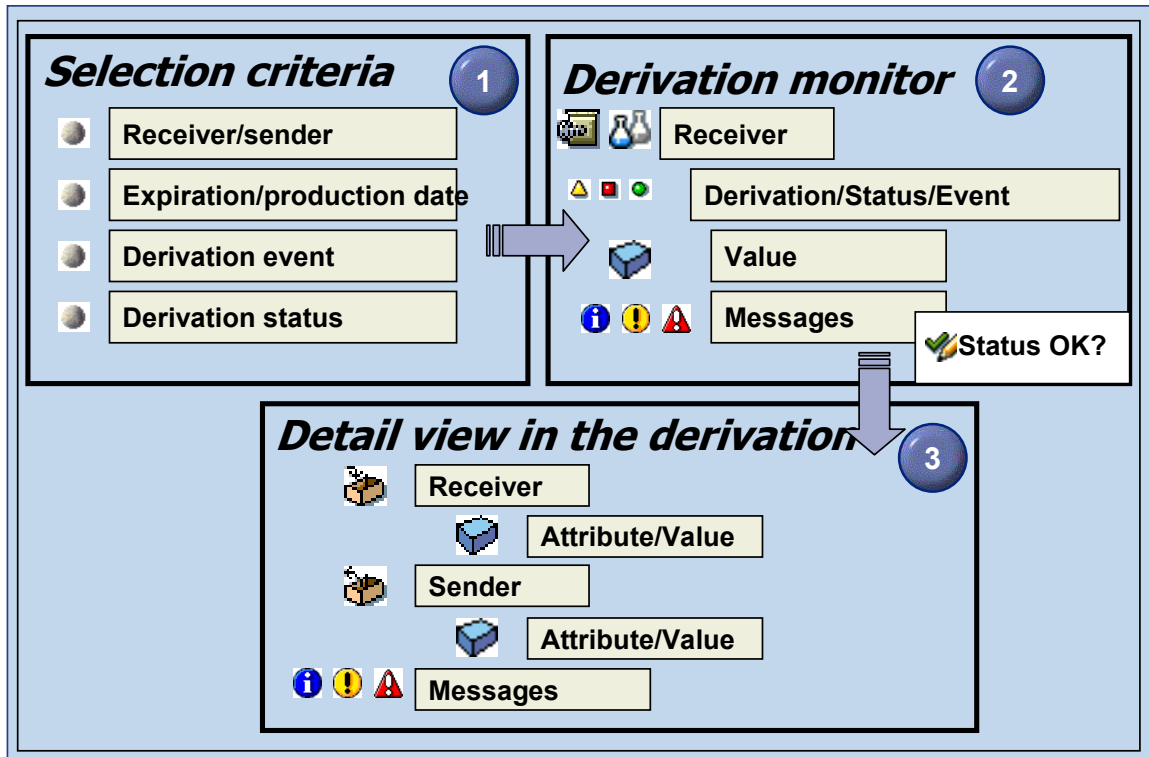 Selection criteria
1
Receiver/sender
Expiration/production date
Derivation event
Derivation status
Derivation monitor
2
Receiver
Derivation/Status/Event
Value
Messages
Status OK?
Detail view in the derivation
3
Receiver
Attribute/Value
Sender
Attribute/Value
Messages